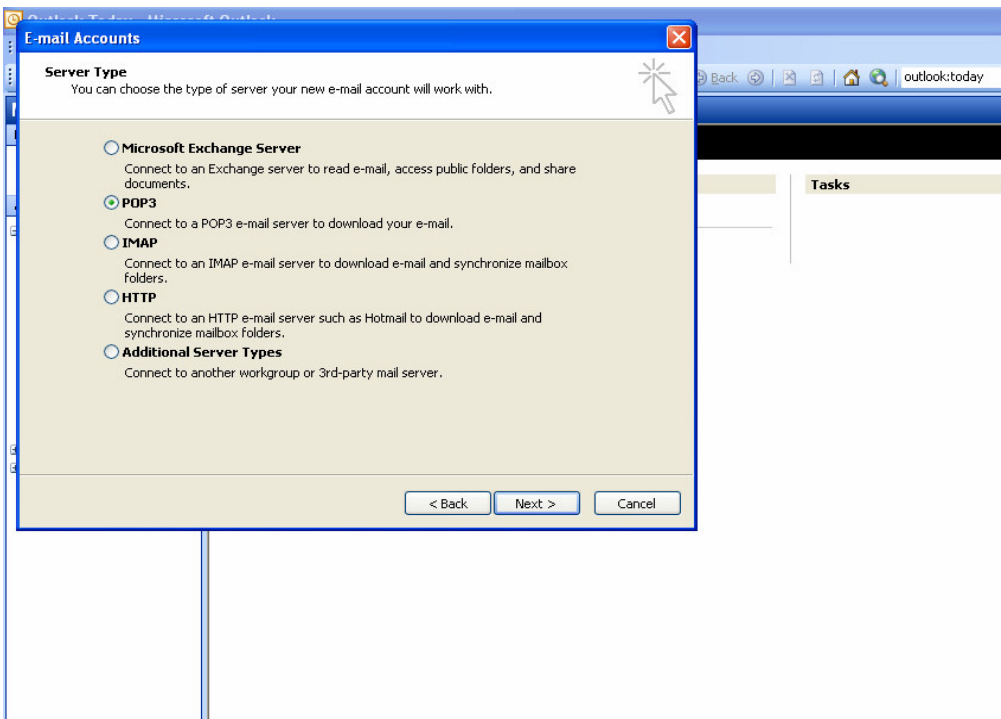 Outlook Today - Microsoft Outlook
E-mail Accounts
Server Type
You can choose the type of server your new e-mail account will work with.
Back
outlook:today
Microsoft Exchange Server
Connect to an Exchange server to read e-mail, access public folders, and share
documents.
Tasks
POP3
Connect to a POP3 e-mail server to download your e-mail.
IMAP
Connect to an IMAP e-mail server to download e-mail and synchronize mailbox
folders.
HTTP
Connect to an HTTP e-mail server such as Hotmail to download e-mail and
synchronize mailbox folders.
Additional Server Types
Connect to another workgroup or 3rd-party mail server.
< Back Next > Cancel